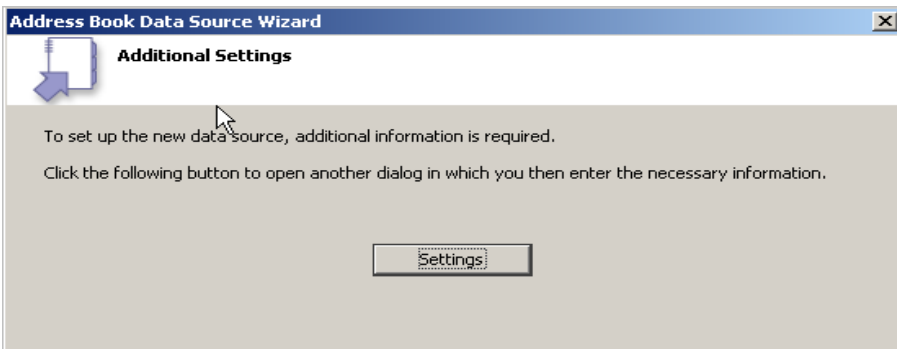 Address Book Data Source Wizard
Additional Settings
To set up the new data source, additional information is required.
Click the following button to open another dialog in which you then enter the necessary information.
Settings